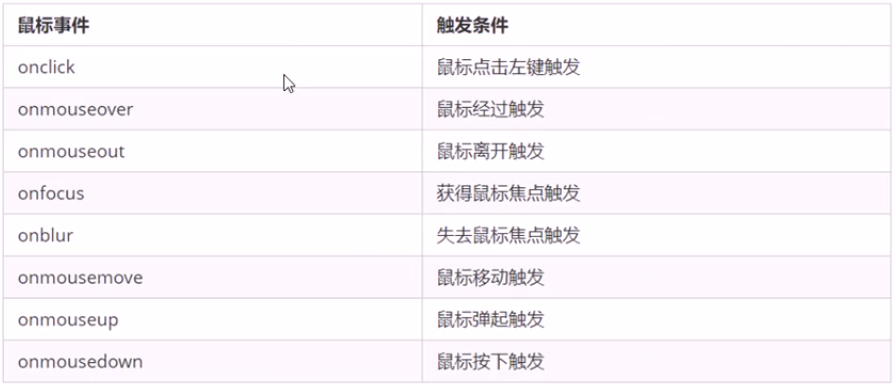 鼠标事件 触发条件
onclick 鼠标点击左键触发
onmouseover 鼠标经过触发
onmouseout 鼠标离开触发
onfocus 获得鼠标焦点触发
onblur 失去鼠标焦点触发
onmousemove 鼠标移动触发
onmouseup 鼠标弹起触发
onmousedown 鼠标按下触发